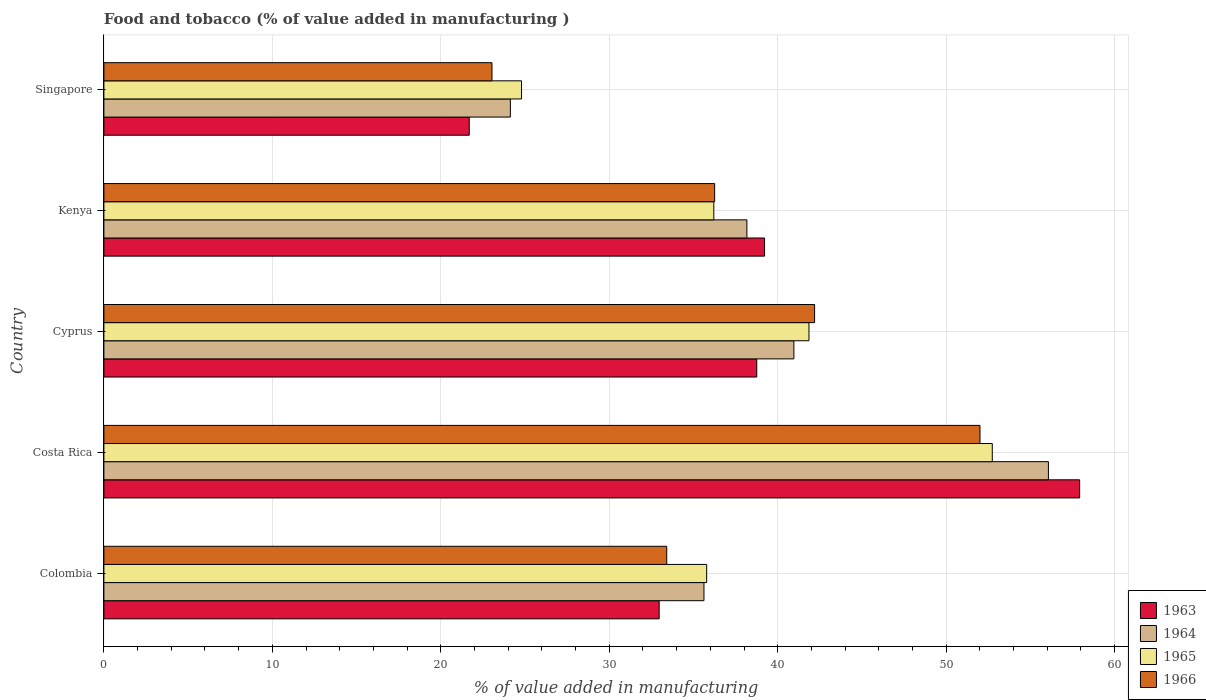 Food and tobacco (% of value added in manufacturing )
Singapore
Kenya
Cyprus
Costa Rica
Colombia
Country
0
10
20
30
40
50
60
% of value added in manufacturing
1963
1964
1965
1966